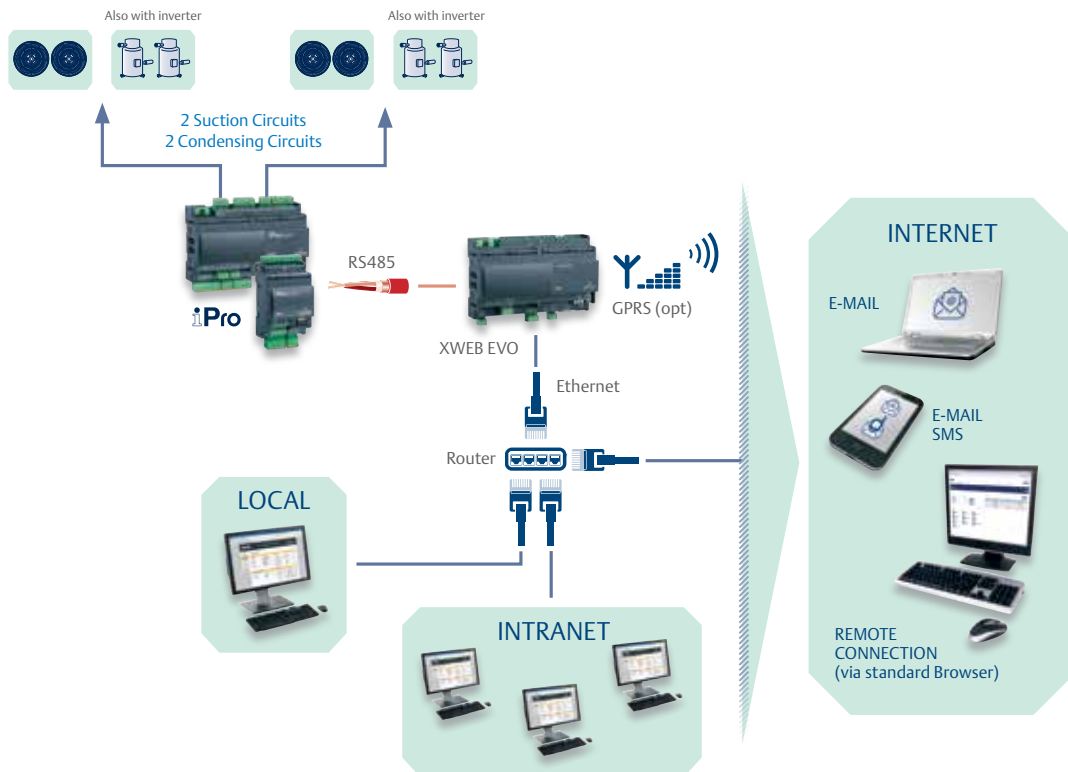 Also with inverter
Also with inverter
2 Suction Circuits
2 Condensing Circuits
iPro
RS485
GPRS (opt)
XWEB EVO
Ethernet
Router
LOCAL
INTRANET
INTERNET
E-MAIL
E-MAIL
SMS
REMOTE
CONNECTION
(via standard Browser)